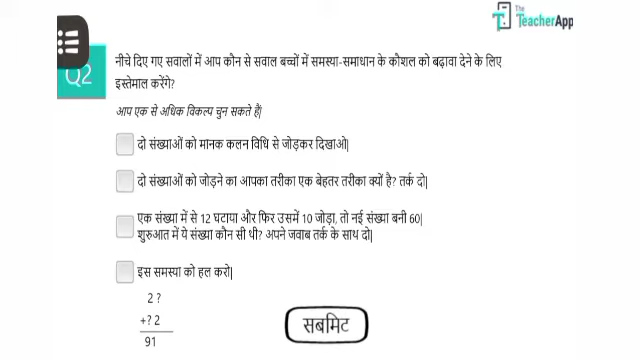 The
TeacherApp
Q2
नीचे दिए गए सवालों में आप कौन से सवाल बच्चों में समस्या-समाधान के कौशल को बढ़ावा देने के लिए
इस्तेमाल करेंगे?
आप एक से अधिक विकल्प चुन सकते हैं|
दो संख्याओं को मानक कलन विधि से जोड़कर दिखाओ|
दो संख्याओं को जोड़ने का आपका तरीका एक बेहतर तरीका क्यों है? तर्क दो|
एक संख्या में से 12 घटाया और फिर उसमें 10 जोड़ा, तो नई संख्या बनी 60|
शुरुआत में ये संख्या कौन सी थी? अपने जवाब तर्क के साथ दो|
इस समस्या को हल करो|
2 ?
+? 2
91
सबमिट